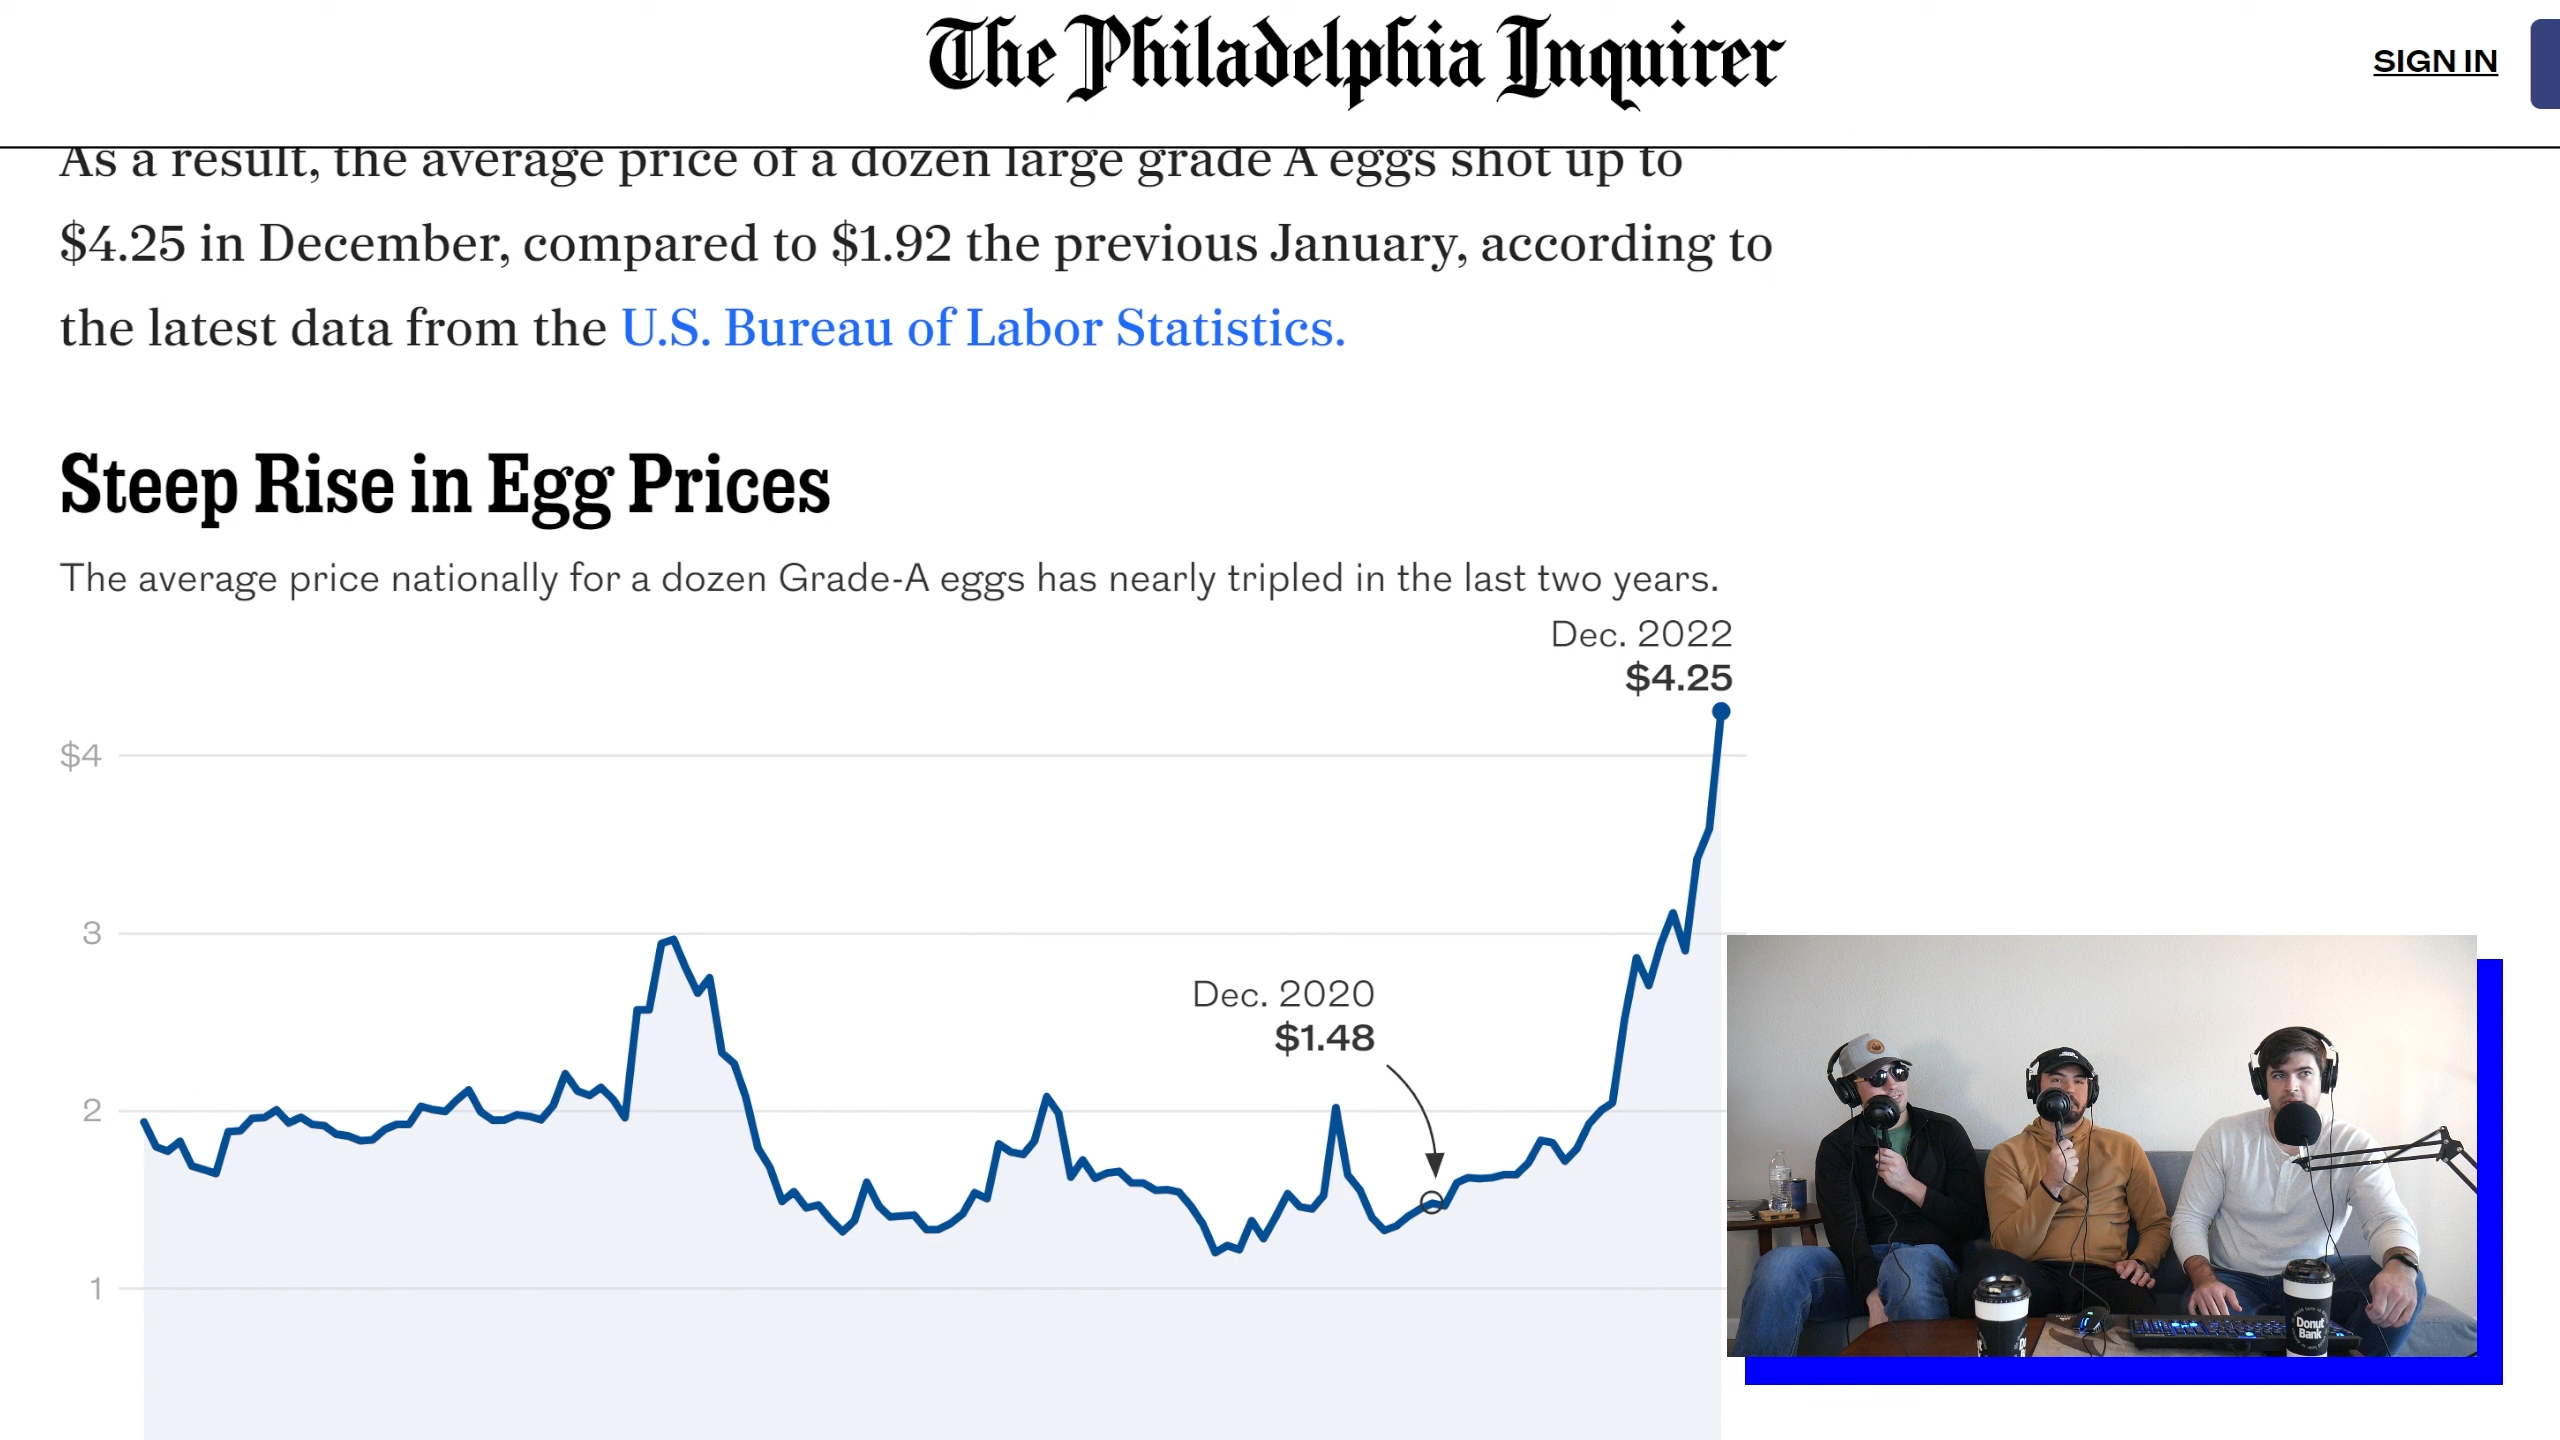 The Philadelphia Inquirer
SIGN IN
As a result, the average price of a dozen large grade A eggs shot up to
$4.25 in December, compared to $1.92 the previous January, according to
the latest data from the U.S. Bureau of Labor Statistics.
Steep Rise in Egg Prices
The average price nationally for a dozen Grade-A eggs has nearly tripled in the last two years.
Dec. 2022
$4.25
$4
3
Dec. 2020
$1.48
2
1
Donut
Bank